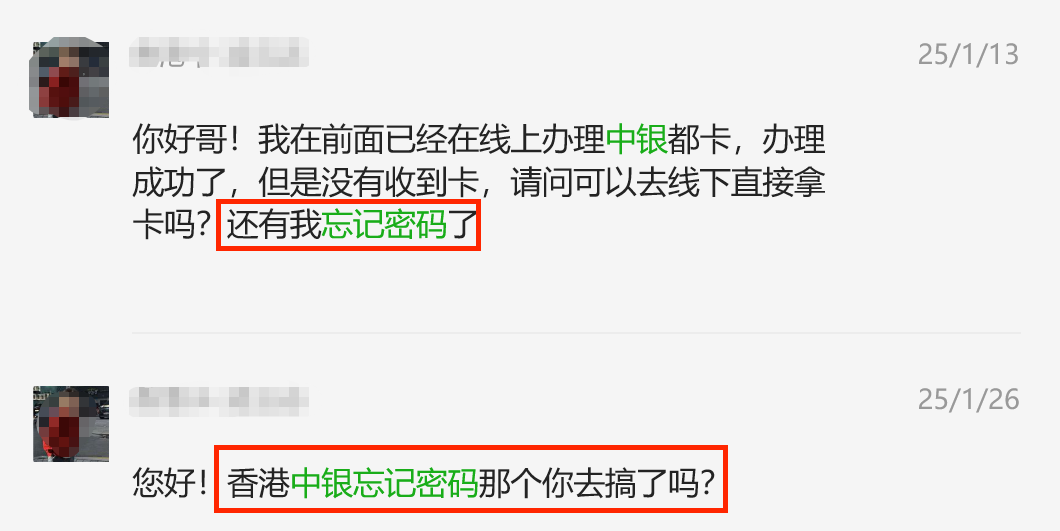 25/1/13
你好哥！我在前面已经在线上办理中银都卡，办理
成功了，但是没有收到卡，请问可以去线下直接拿
卡吗？还有我忘记密码了
25/1/26
您好！香港中银忘记密码那个你去搞了吗？